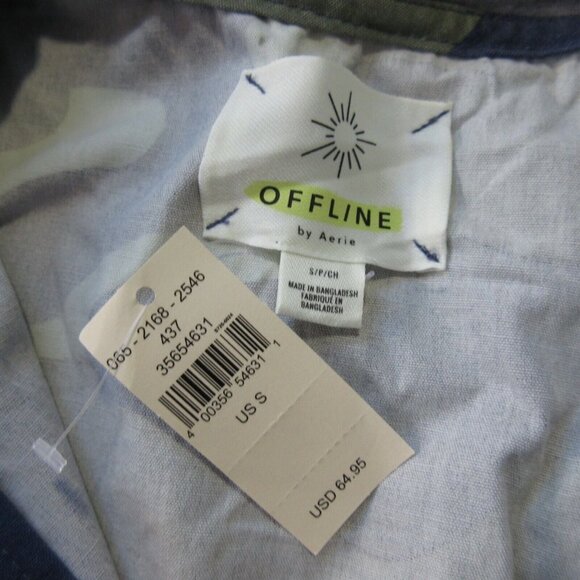 OFFLINE
by Aerie
S/P/CH
MADE IN BANGLADESH
FABRIQUE EN
BANGLADESH
065 - 2168 - 2546
437
35654631
4 00356 54631 1
US S
USD 64.95